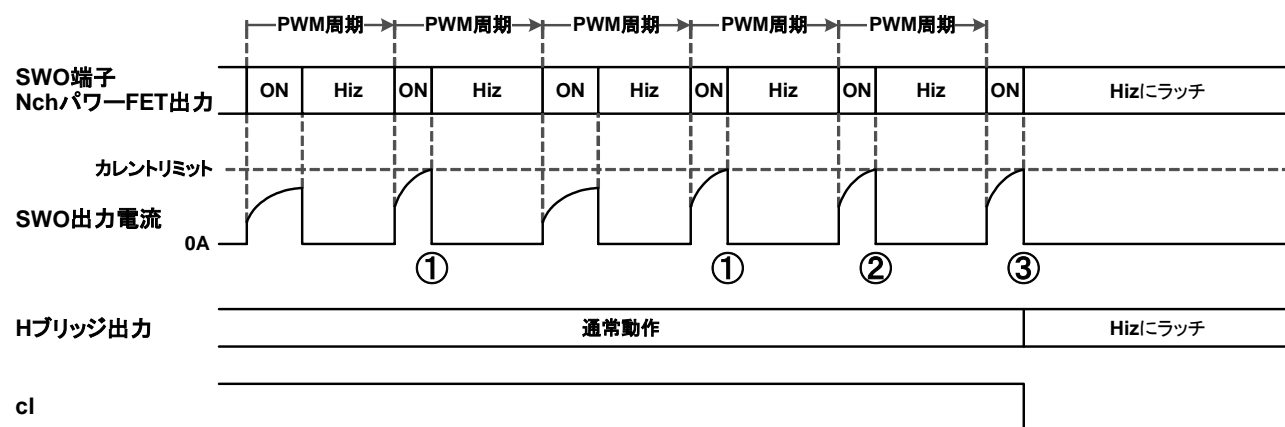 PWM周期 PWM周期 PWM周期 PWM周期 PWM周期
SWO端子
NchパワーFET出力
ON Hiz ON Hiz ON Hiz ON Hiz ON Hiz ON Hizにラッチ
カレントリミット
SWO出力電流
0A
① ① ② ③
Hブリッジ出力 通常動作 Hizにラッチ
cl